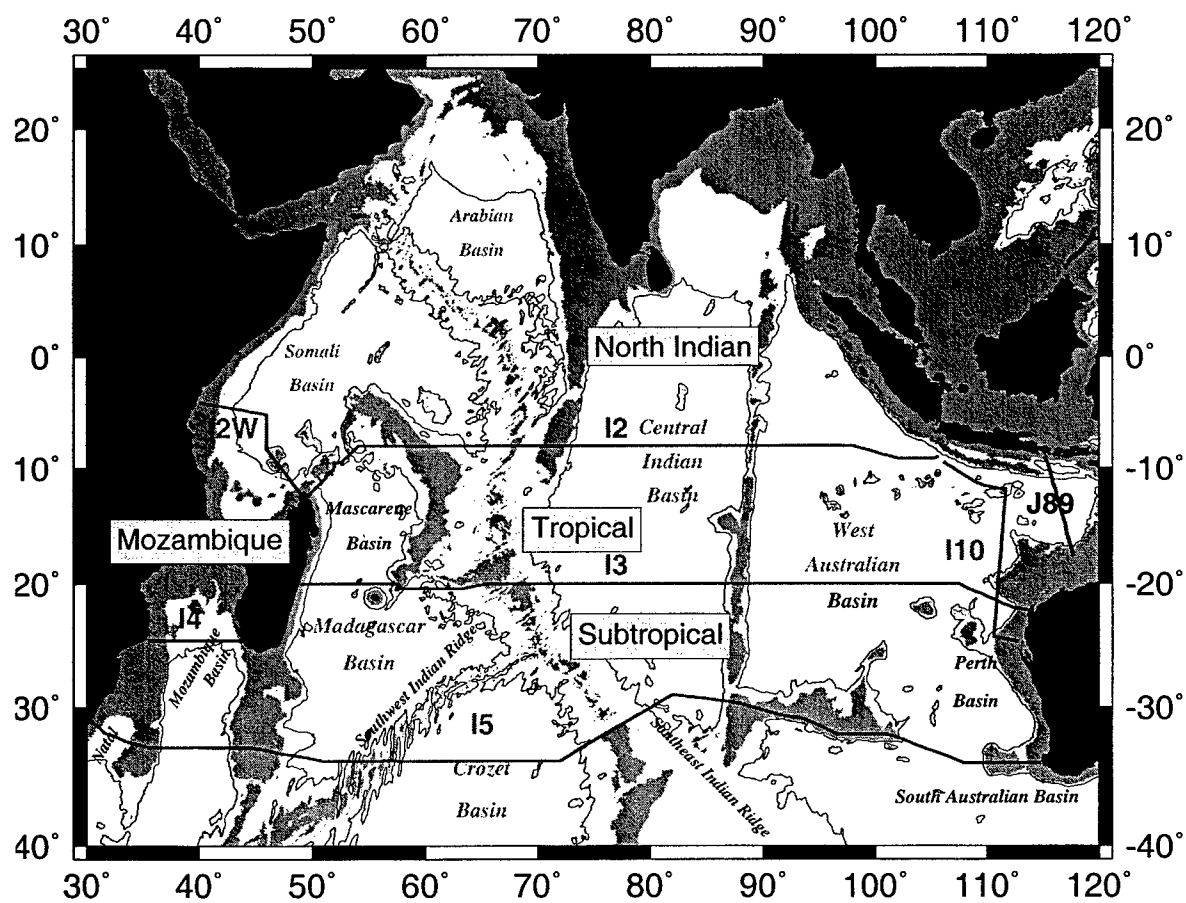 30° 40° 50° 60° 70° 80° 90° 100° 110° 120°
20° 20°
Arabian
Basin
10° 10°
Somali
Basin
North Indian
0° 0°
2W
I2 Central
Indian
Basin
10° -10°
Mascarene
Basin
Mozambique
Tropical
I3
West
Australian
Basin
I10
J89
20° -20°
I4
Mozambique
Basin
Madagascar
Basin
Subtropical
Southwest Indian Ridge
Perth
Basin
30° -30°
Natal
I5
Crozet
Basin
Southeast Indian Ridge
South Australian Basin
40° -40°
30° 40° 50° 60° 70° 80° 90° 100° 110° 120°